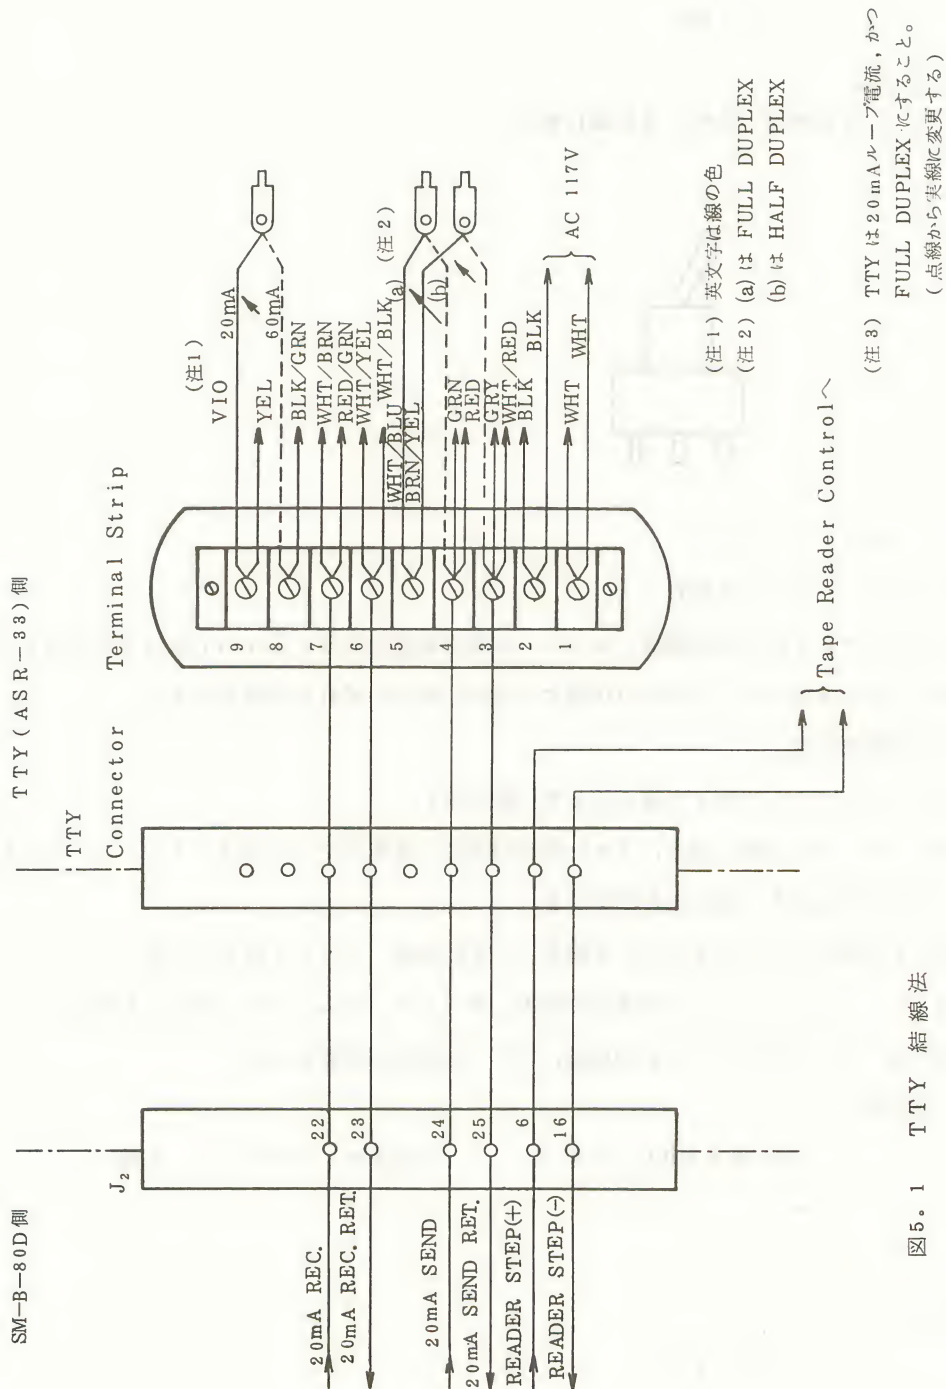 SM-B-80D側
TTY(ASR-33)側
J2
TTY
Connector
Terminal Strip
20mA REC.
20mA REC. RET.
20mA SEND
20mA SEND RET.
READER STEP(+)
READER STEP(-)
22
23
24
25
6
16
9
8
7
6
5
4
3
2
1
(注1)
VIO
20mA
YEL
60mA
BLK/GRN
WHT/BRN
RED/GRN
WHT/YEL
WHT/BLK
WHT/BLU
BRN/YEL
(a)
(b)
(注2)
GRN
RED
GRY
WHT/RED
BLK
BLK
WHT
WHT
AC 117V
Tape Reader Controlへ
(注1) 英文字は線の色
(注2) (a)は FULL DUPLEX
(b)は HALF DUPLEX
(注3) TTYは20mAループ電流,かつ
FULL DUPLEXにすること。
(点線から実線に変更する)
図5。1 TTY 結線法